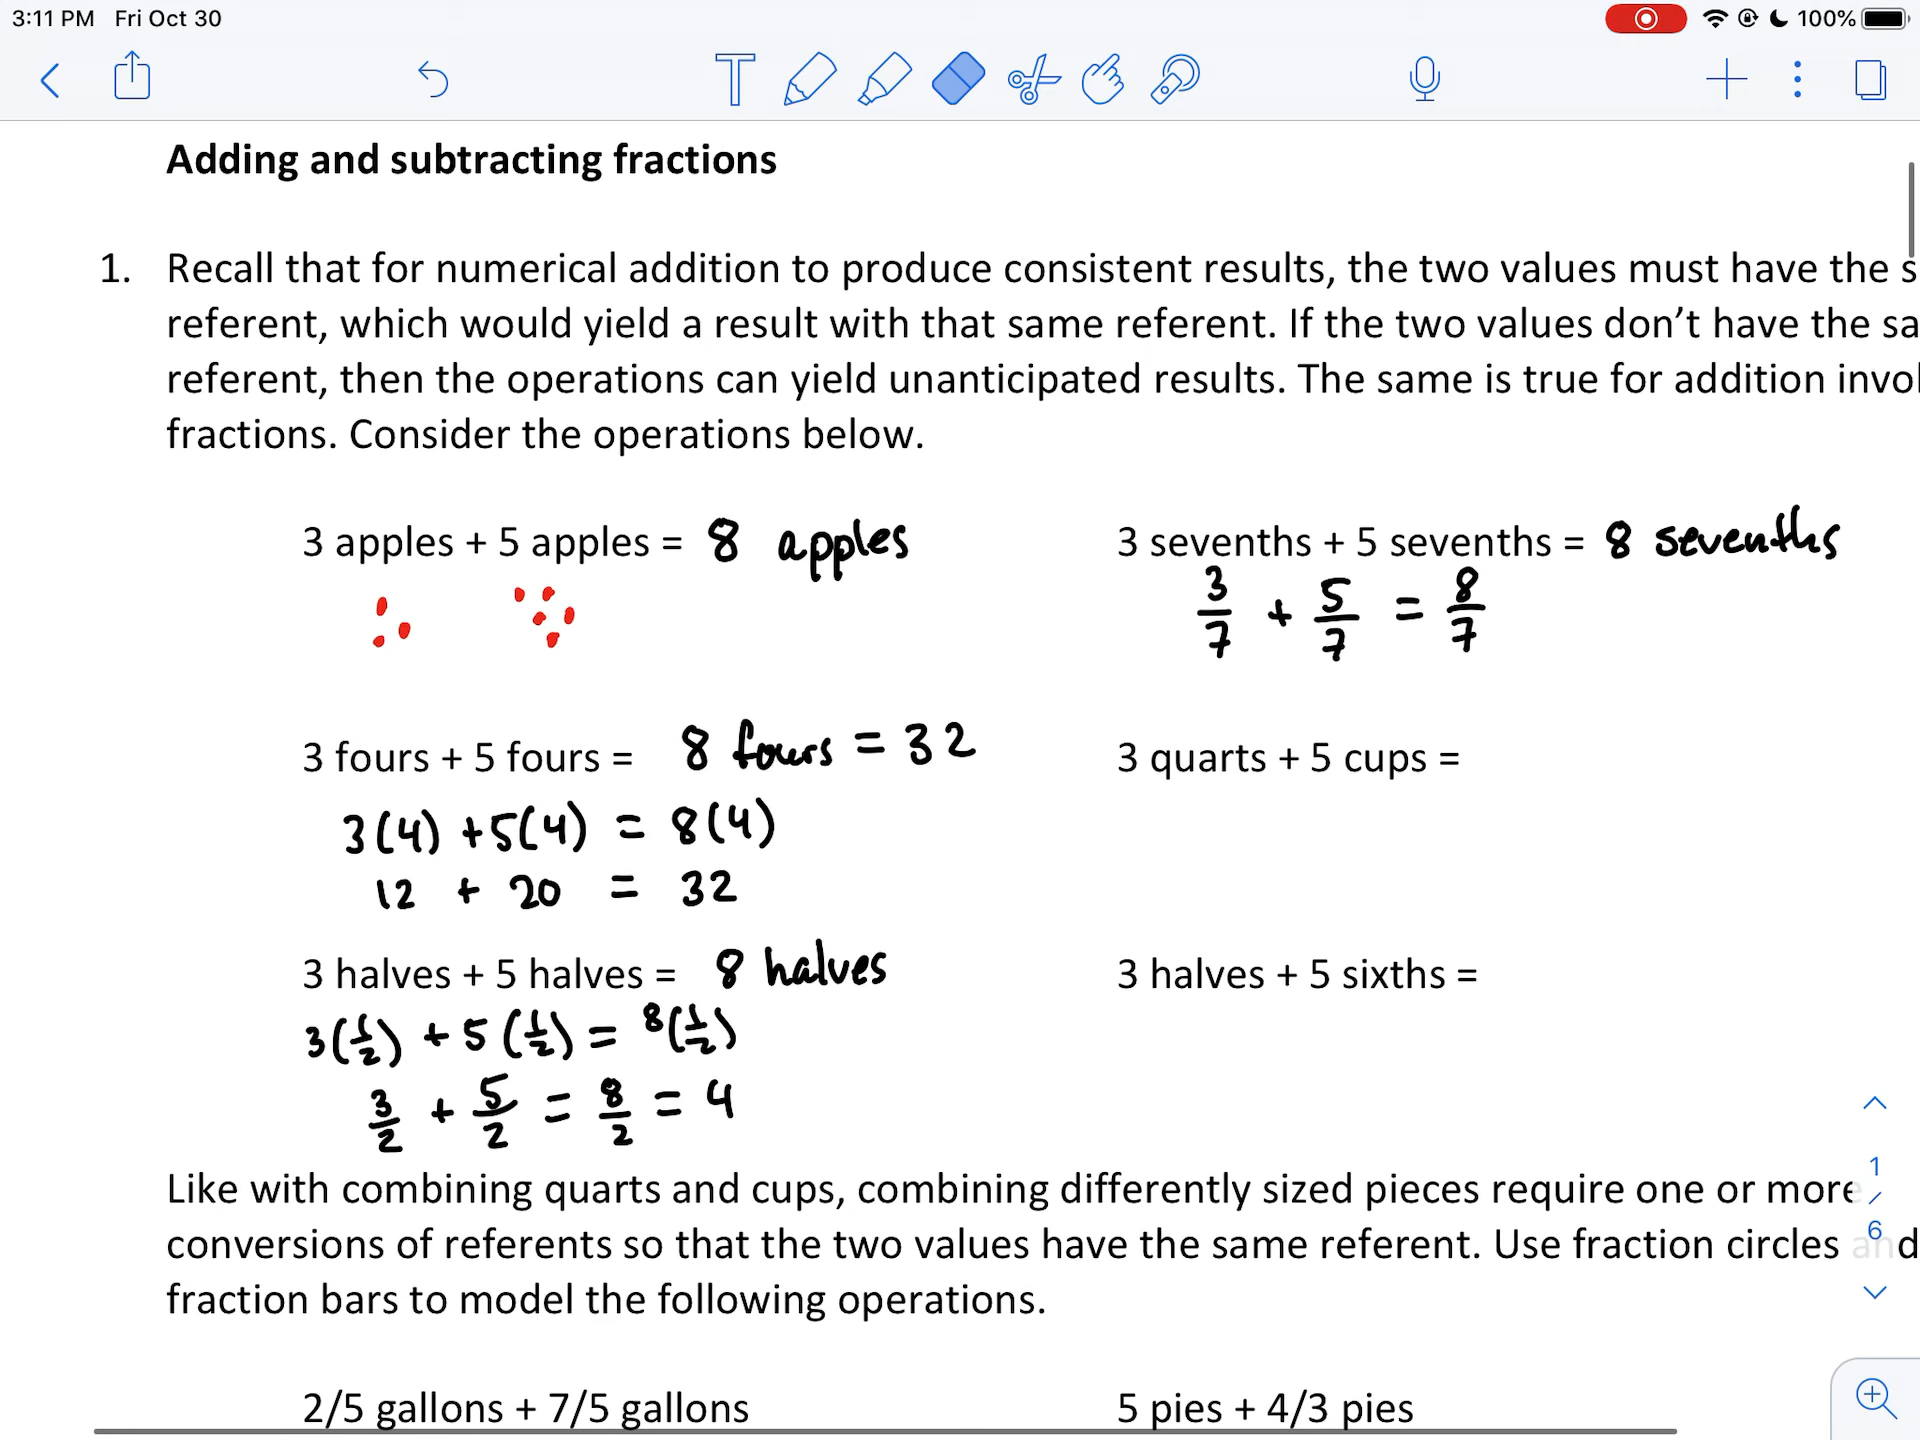 3:11 PM Fri Oct 30 100%
Adding and subtracting fractions
1. Recall that for numerical addition to produce consistent results, the two values must have the s
referent, which would yield a result with that same referent. If the two values don't have the sa
referent, then the operations can yield unanticipated results. The same is true for addition invol
fractions. Consider the operations below.
3 apples + 5 apples = 8 apples
3 sevenths + 5 sevenths = 8 sevenths
3/7 + 5/7 = 8/7
3 fours + 5 fours = 8 fours = 32
3(4) + 5(4) = 8(4)
12 + 20 = 32
3 quarts + 5 cups =
3 halves + 5 halves = 8 halves
3(1/2) + 5(1/2) = 8(1/2)
3/2 + 5/2 = 8/2 = 4
3 halves + 5 sixths =
Like with combining quarts and cups, combining differently sized pieces require one or more
conversions of referents so that the two values have the same referent. Use fraction circles and
fraction bars to model the following operations.
1 / 6
2/5 gallons + 7/5 gallons
5 pies + 4/3 pies